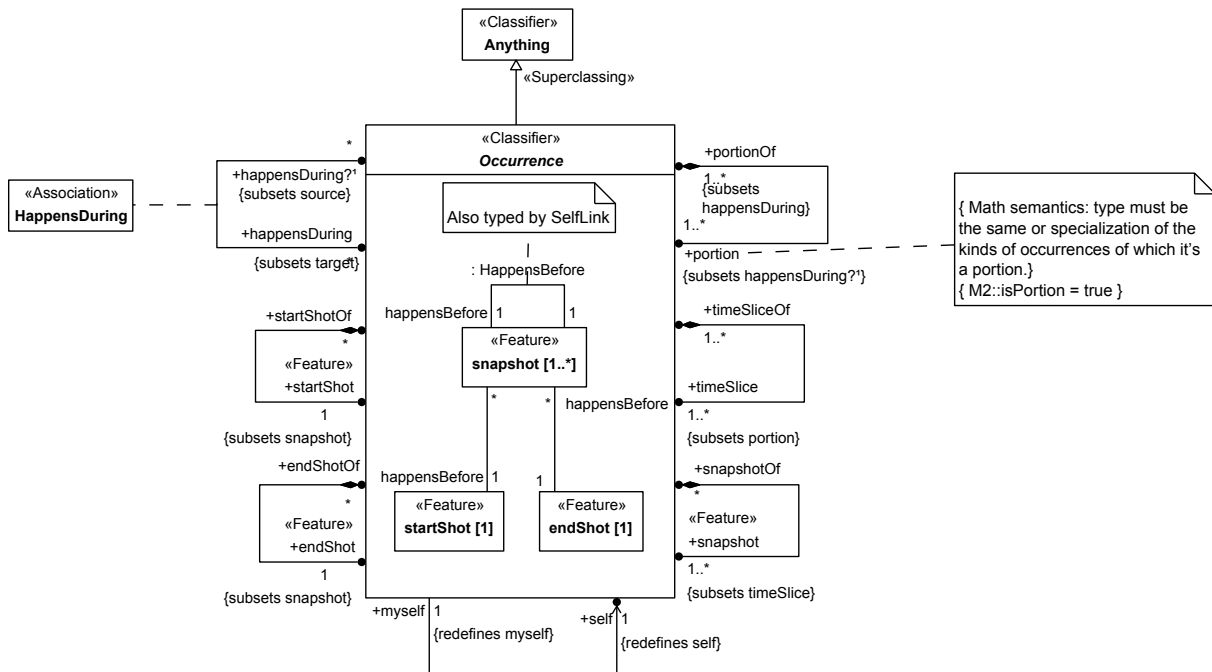 «Classifier»
Anything
«Superclassing»
«Classifier»
Occurrence
*
+happensDuring?¹
{subsets source}
+happensDuring
{subsets target}
*
«Association»
HappensDuring
Also typed by SelfLink
: HappensBefore
happensBefore
1
1
«Feature»
snapshot [1..*]
*
*
happensBefore
happensBefore
1
1
«Feature»
startShot [1]
«Feature»
endShot [1]
+startShotOf
*
«Feature»
+startShot
1
{subsets snapshot}
+endShotOf
*
«Feature»
+endShot
1
{subsets snapshot}
+portionOf
1..*
{subsets
happensDuring}
1..*
+portion
{subsets happensDuring?¹}
{ Math semantics: type must be
the same or specialization of the
kinds of occurrences of which it's
a portion.}
{ M2::isPortion = true }
+timeSliceOf
1..*
+timeSlice
1..*
{subsets portion}
+snapshotOf
*
«Feature»
+snapshot
1..*
{subsets timeSlice}
+myself
1
{redefines myself}
+self
1
{redefines self}